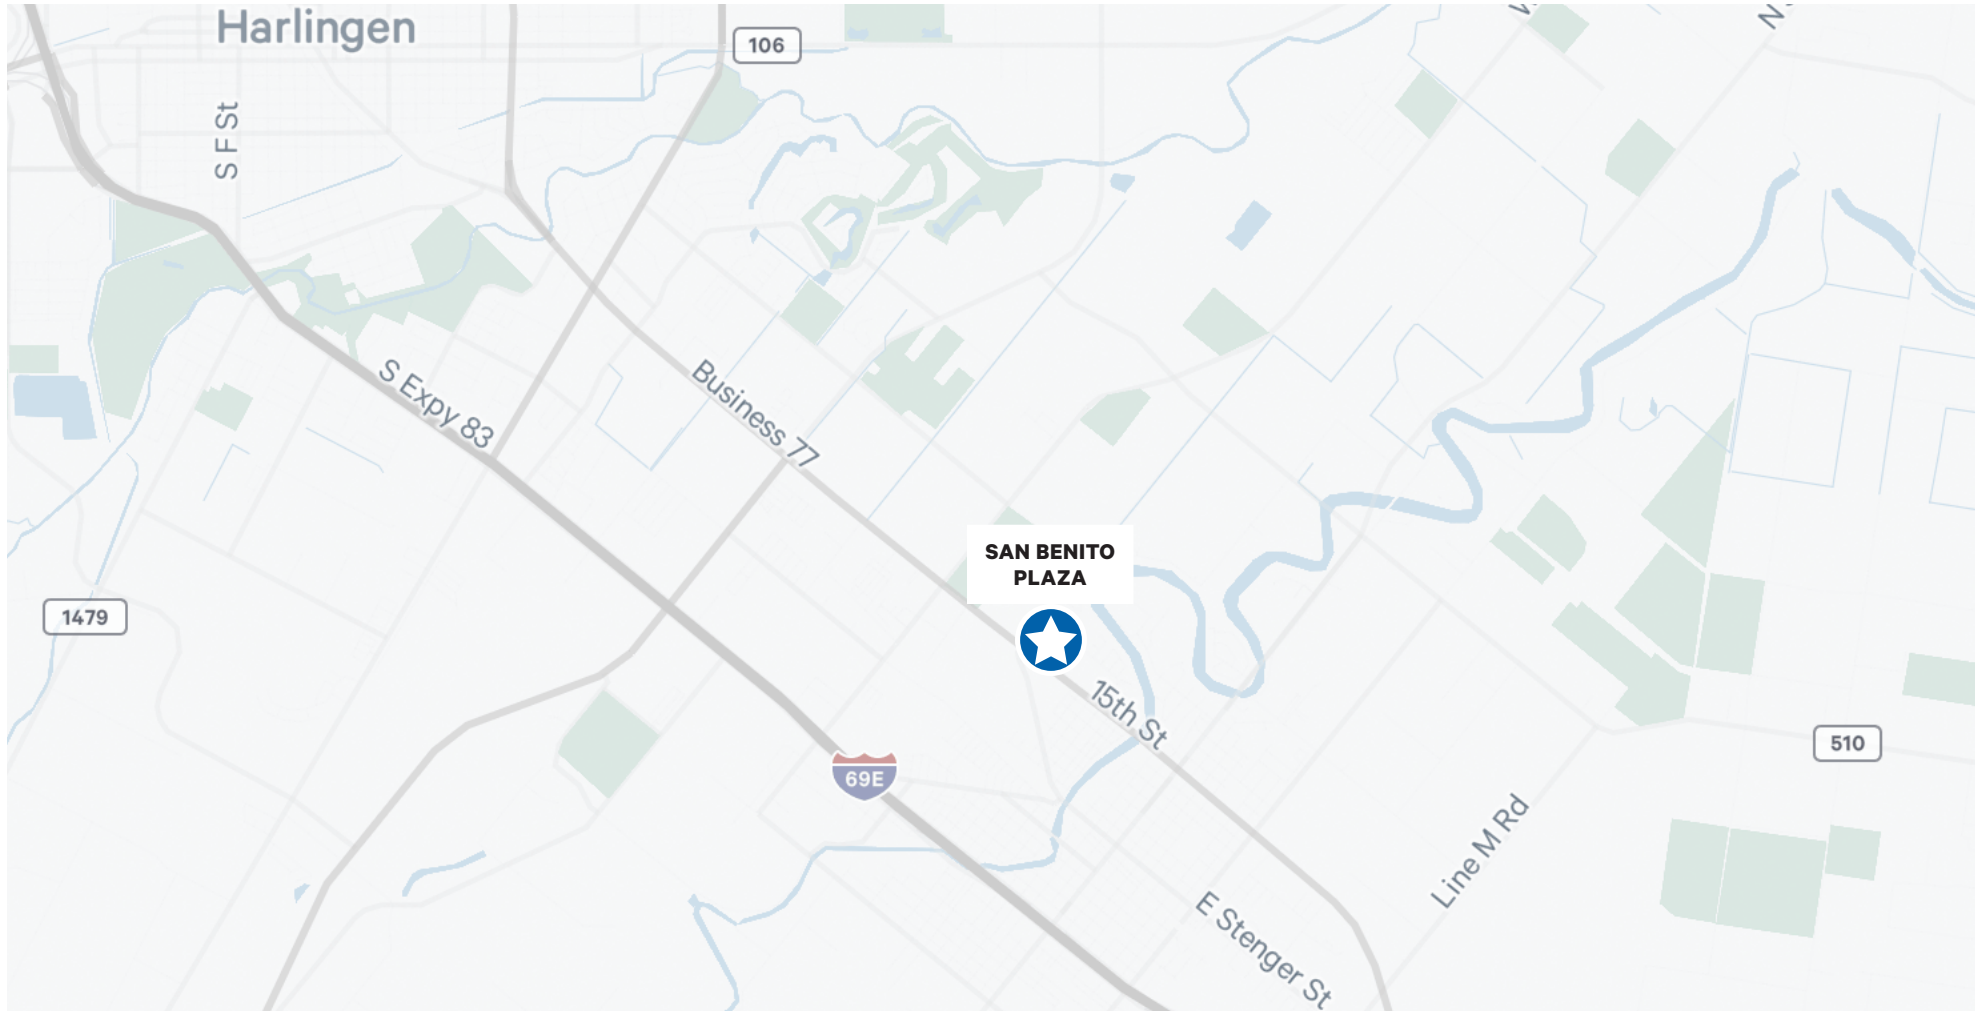 Harlingen
106
S F St
S Expy 83
Business 77
SAN BENITO
PLAZA
1479
15th St
69E
510
Line M Rd
E Stenger St